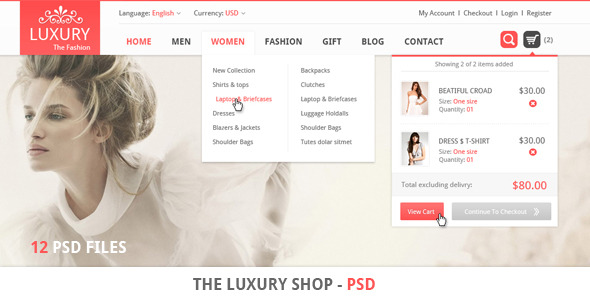 LUXURY
The Fashion
Language: English
Currency: USD
My Account | Checkout | Login | Register
HOME MEN WOMEN FASHION GIFT BLOG CONTACT
(2)
New Collection
Shirts & tops
Laptop & Briefcases
Dresses
Blazers & Jackets
Shoulder Bags
Backpacks
Clutches
Laptop & Briefcases
Luggage Holdalls
Shoulder Bags
Tutes dolar sitmet
Showing 2 of 2 items added
BEATIFUL CROAD $30.00
Size: One size
Quantity: 01
DRESS $ T-SHIRT $30.00
Size: One size
Quantity: 01
Total excluding delivry: $80.00
View Cart
Continue To Checkout
12 PSD FILES
THE LUXURY SHOP - PSD